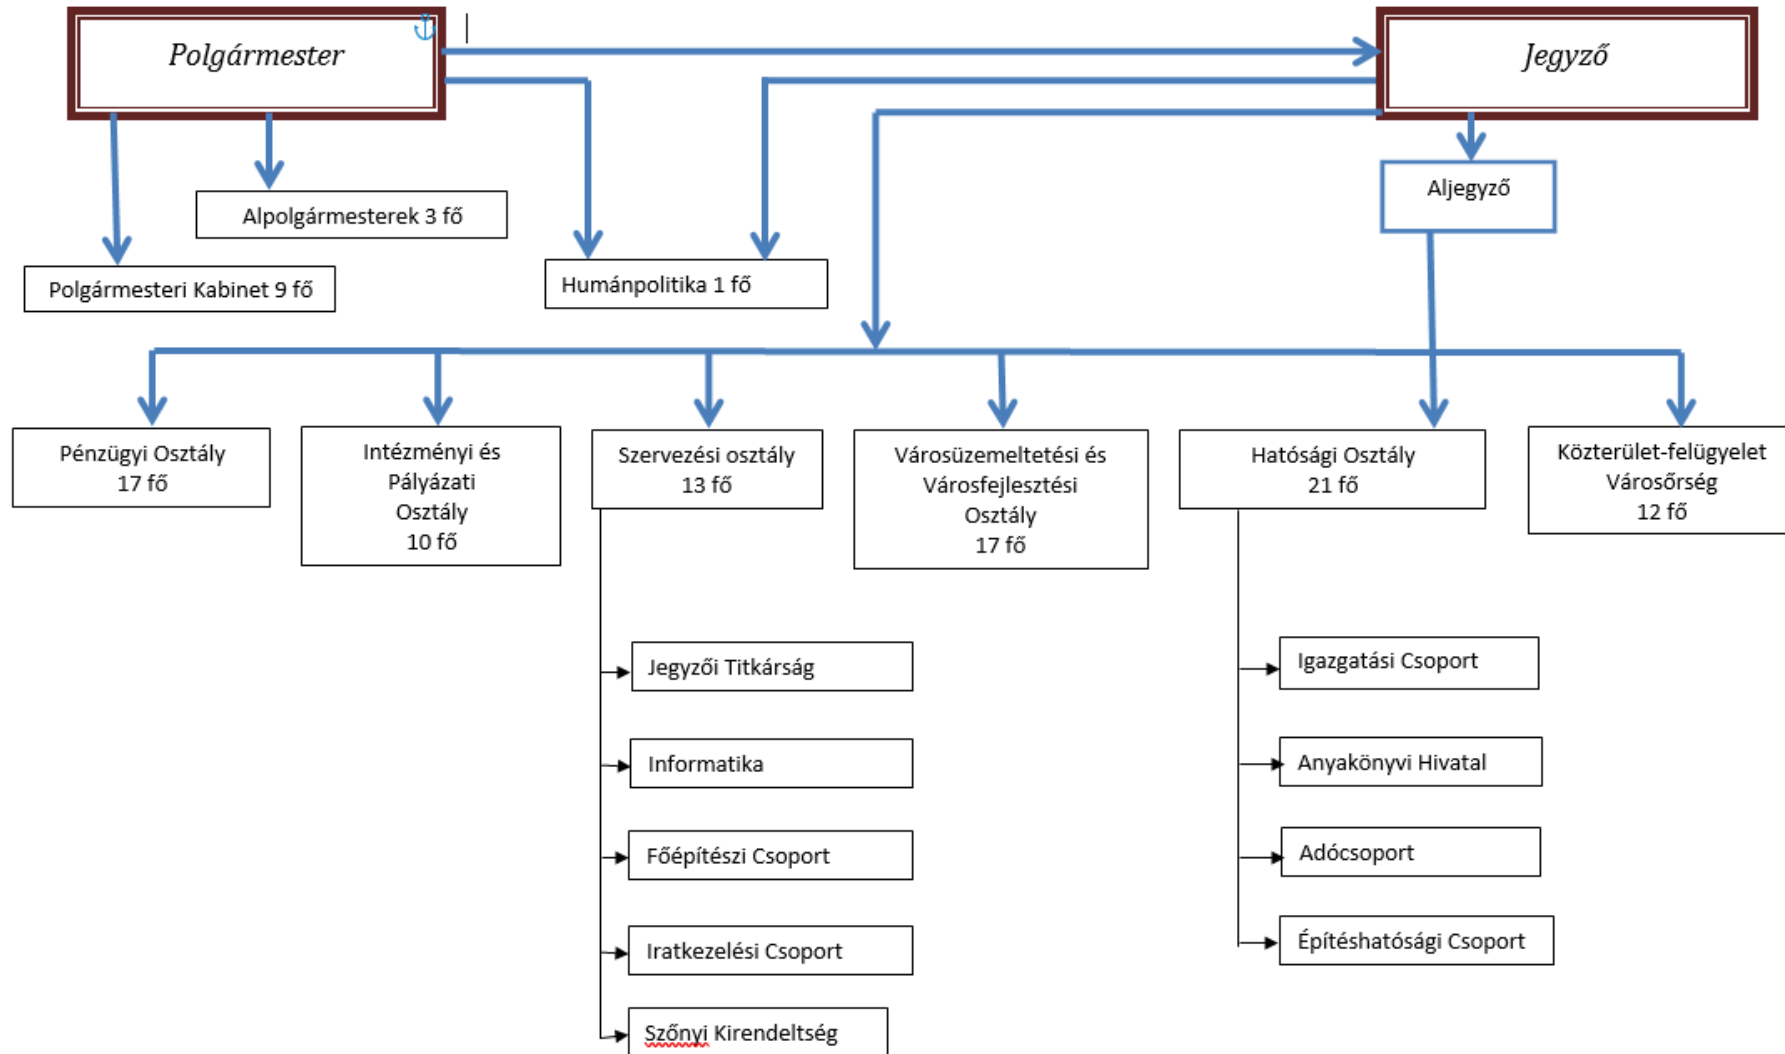 Polgármester
Jegyző
Aljegyző
Alpolgármesterek 3 fő
Polgármesteri Kabinet 9 fő
Humánpolitika 1 fő
Pénzügyi Osztály
17 fő
Intézményi és
Pályázati
Osztály
10 fő
Szervezési osztály
13 fő
Városüzemeltetési és
Városfejlesztési
Osztály
17 fő
Hatósági Osztály
21 fő
Közterület-felügyelet
Városőrség
12 fő
Jegyzői Titkárság
Informatika
Főépítészi Csoport
Iratkezelési Csoport
Szőnyi Kirendeltség
Igazgatási Csoport
Anyakönyvi Hivatal
Adócsoport
Építéshatósági Csoport